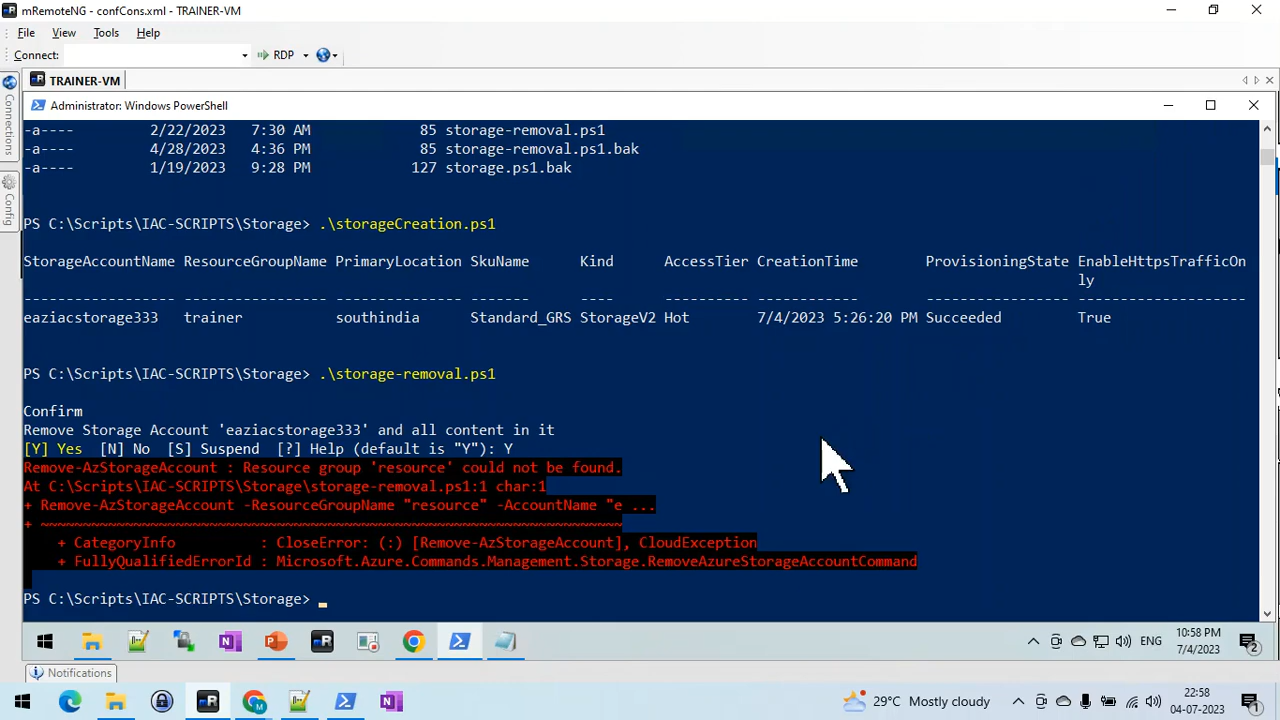 mRemoteNG - confCons.xml - TRAINER-VM
File View Tools Help
Connect: RDP
TRAINER-VM
Connections
Config
Administrator: Windows PowerShell
-a---- 2/22/2023 7:30 AM 85 storage-removal.ps1
-a---- 4/28/2023 4:36 PM 85 storage-removal.ps1.bak
-a---- 1/19/2023 9:28 PM 127 storage.ps1.bak
PS C:\Scripts\IAC-SCRIPTS\Storage> .\storageCreation.ps1
StorageAccountName ResourceGroupName PrimaryLocation SkuName Kind AccessTier CreationTime ProvisioningState EnableHttpsTrafficOn
ly
------------------ ----------------- --------------- ------- ---- ---------- ------------ ----------------- --------------------
eaziacstorage333 trainer southindia Standard_GRS StorageV2 Hot 7/4/2023 5:26:20 PM Succeeded True
PS C:\Scripts\IAC-SCRIPTS\Storage> .\storage-removal.ps1
Confirm
Remove Storage Account 'eaziacstorage333' and all content in it
[Y] Yes [N] No [S] Suspend [?] Help (default is "Y"): Y
Remove-AzStorageAccount : Resource group 'resource' could not be found.
At C:\Scripts\IAC-SCRIPTS\Storage\storage-removal.ps1:1 char:1
+ Remove-AzStorageAccount -ResourceGroupName "resource" -AccountName "e ...
+ ~~~~~~~~~~~~~~~~~~~~~~~~~~~~~~~~~~~~~~~~~~~~~~~~~~~~~~~~~~~~~~~~~~~~~
+ CategoryInfo : CloseError: (:) [Remove-AzStorageAccount], CloudException
+ FullyQualifiedErrorId : Microsoft.Azure.Commands.Management.Storage.RemoveAzureStorageAccountCommand
PS C:\Scripts\IAC-SCRIPTS\Storage>
ENG
10:58 PM
7/4/2023
2
Notifications
29°C Mostly cloudy
22:58
04-07-2023
1